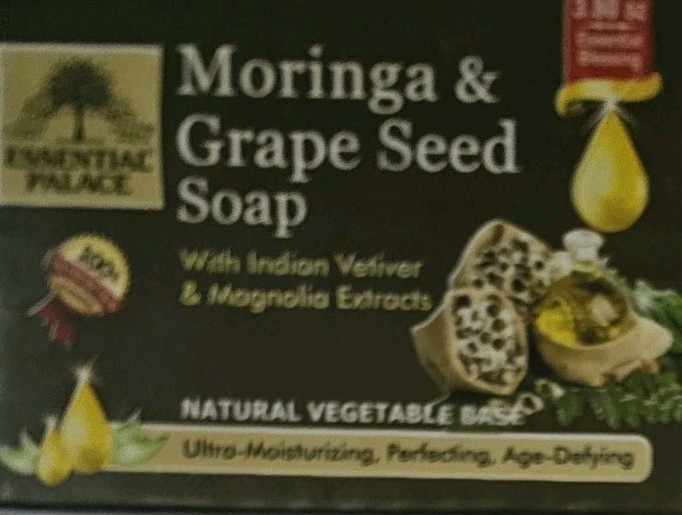 Moringa &
Grape Seed
Soap
ESSENTIAL
PALACE
With Indian Vetiver
& Magnolia Extracts
100%
NATURAL VEGETABLE BASE
Ultra-Moisturizing, Perfecting, Age-Defying